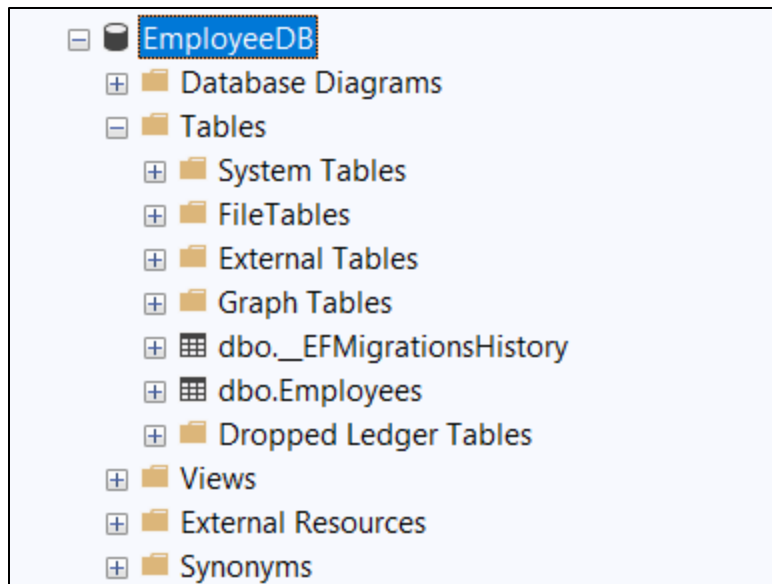 EmployeeDB
Database Diagrams
Tables
System Tables
FileTables
External Tables
Graph Tables
dbo.__EFMigrationsHistory
dbo.Employees
Dropped Ledger Tables
Views
External Resources
Synonyms